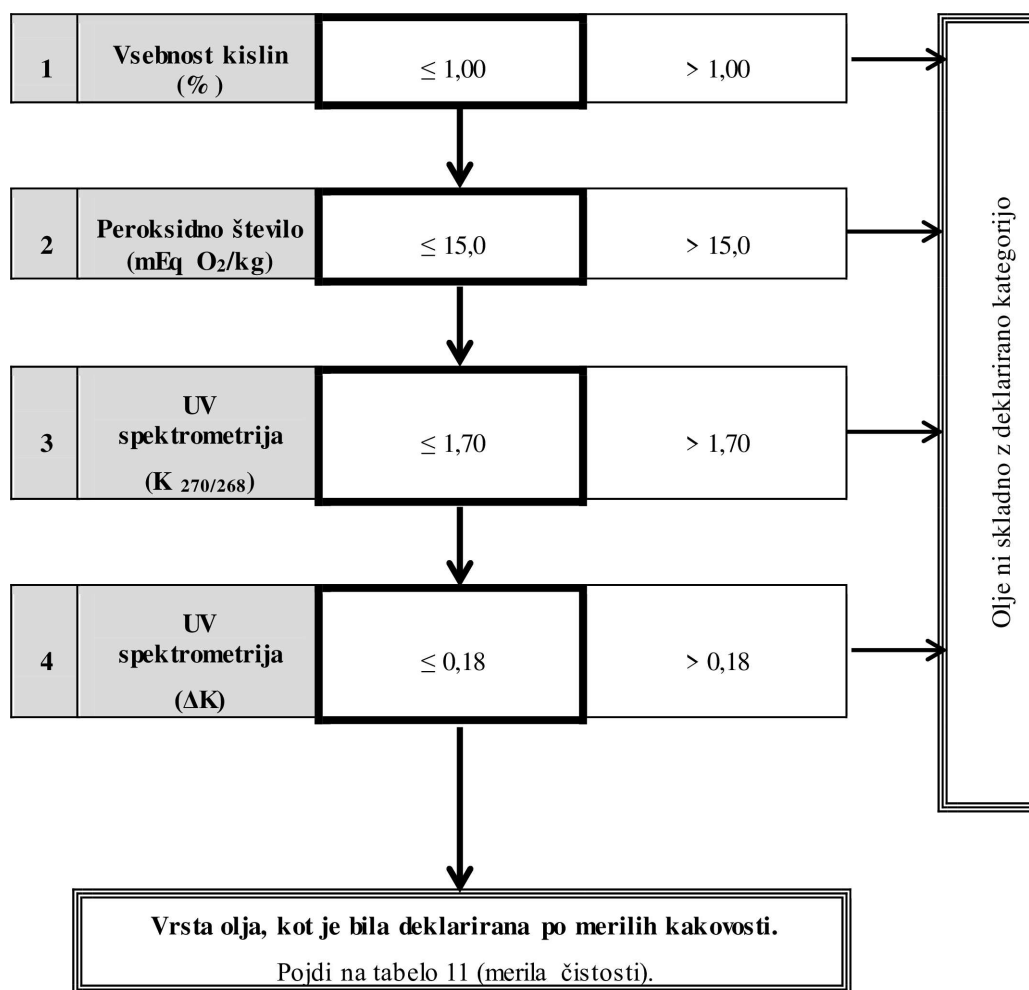 1
Vsebnost kislin
(% )
≤ 1,00
> 1,00
2
Peroksidno število
(mEq O₂/kg)
≤ 15,0
> 15,0
3
UV
spektrometrija
(K 270/268)
≤ 1,70
> 1,70
4
UV
spektrometrija
(ΔK)
≤ 0,18
> 0,18
Olje ni skladno z deklarirano kategorijo
Vrsta olja, kot je bila deklarirana po merilih kakovosti.
Pojdi na tabelo 11 (merila čistosti).